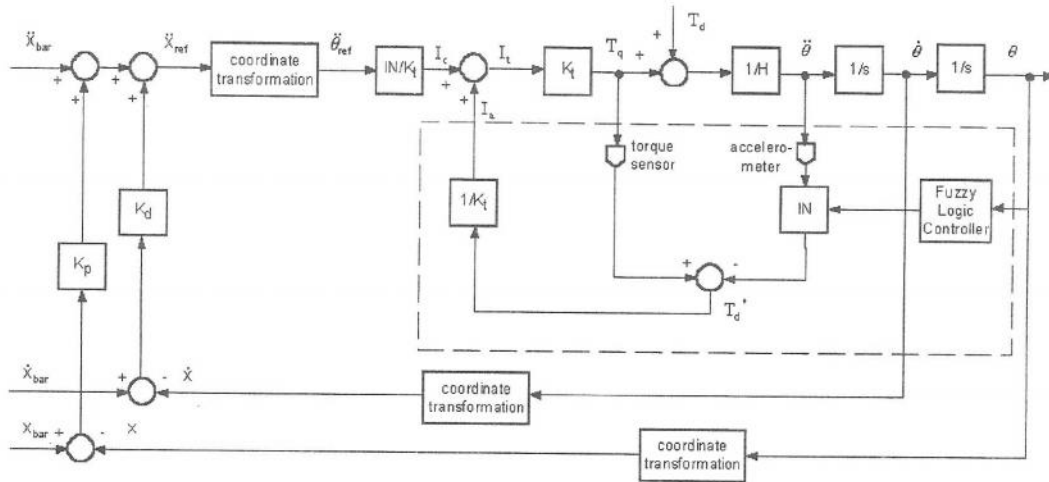 Ẍbar
+
+
Ẍref
+
+
coordinate
transformation
θ̈ref
IN/Kt
Ic
+
+
Ia
It
Kt
Tq
+
+
Td
1/H
θ̈
1/s
θ̇
1/s
θ
torque
sensor
accelero-
meter
1/Kt
IN
Fuzzy
Logic
Controller
Kd
Kp
+
-
Td'
Ẋbar
+
-
Ẋ
coordinate
transformation
Xbar
+
-
X
coordinate
transformation